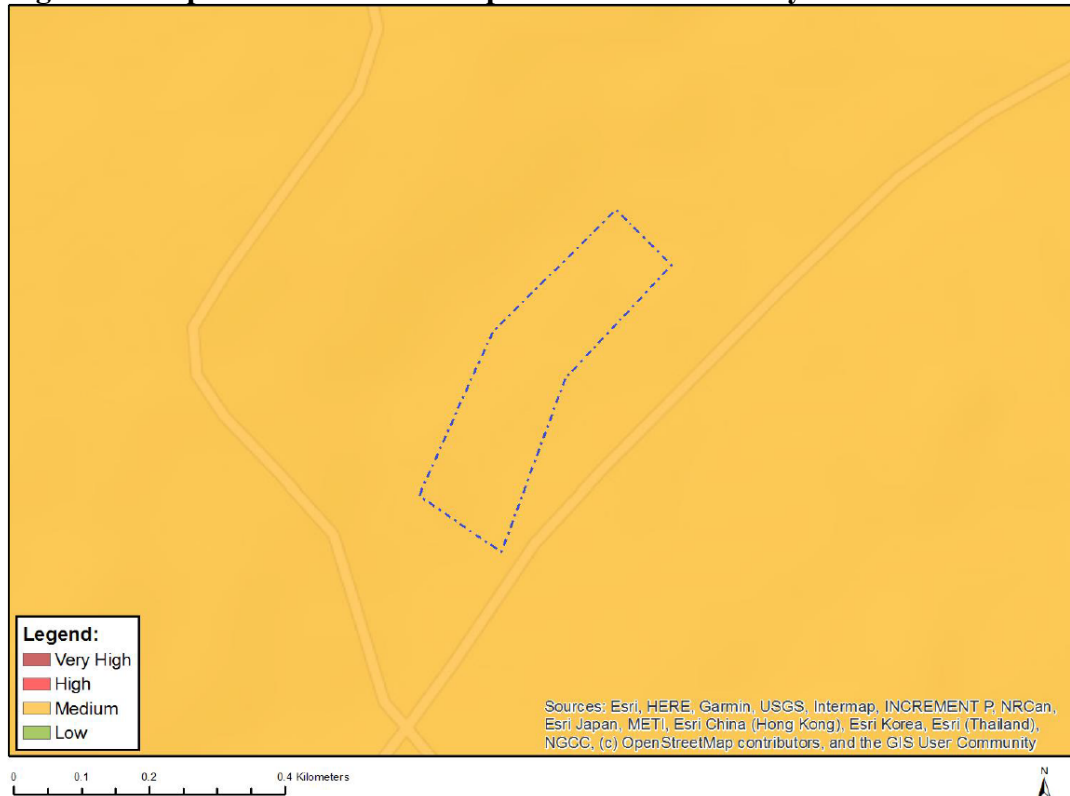 Legend:
Very High
High
Medium
Low
Sources: Esri, HERE, Garmin, USGS, Intermap, INCREMENT P, NRCan,
Esri Japan, METI, Esri China (Hong Kong), Esri Korea, Esri (Thailand),
NGCC, (c) OpenStreetMap contributors, and the GIS User Community
0 0.1 0.2 0.4 Kilometers
N